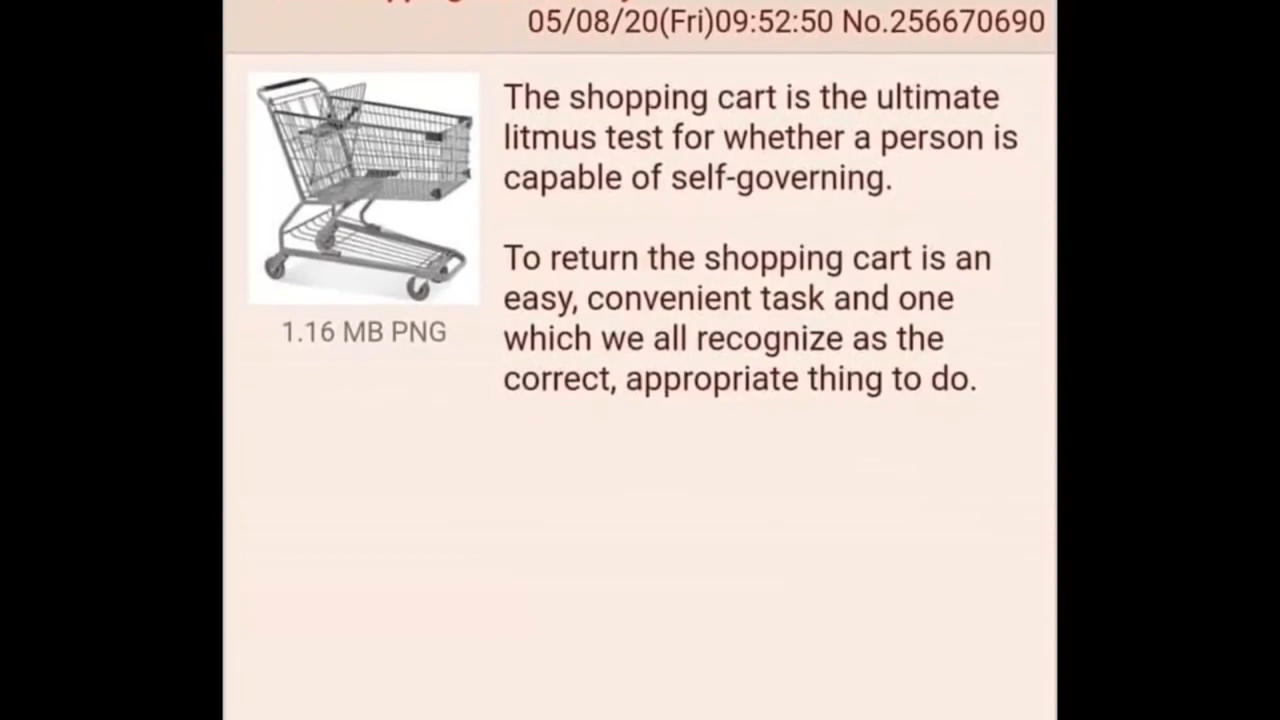 05/08/20(Fri)09:52:50 No.256670690
The shopping cart is the ultimate
litmus test for whether a person is
capable of self-governing.
To return the shopping cart is an
easy, convenient task and one
which we all recognize as the
correct, appropriate thing to do.
1.16 MB PNG